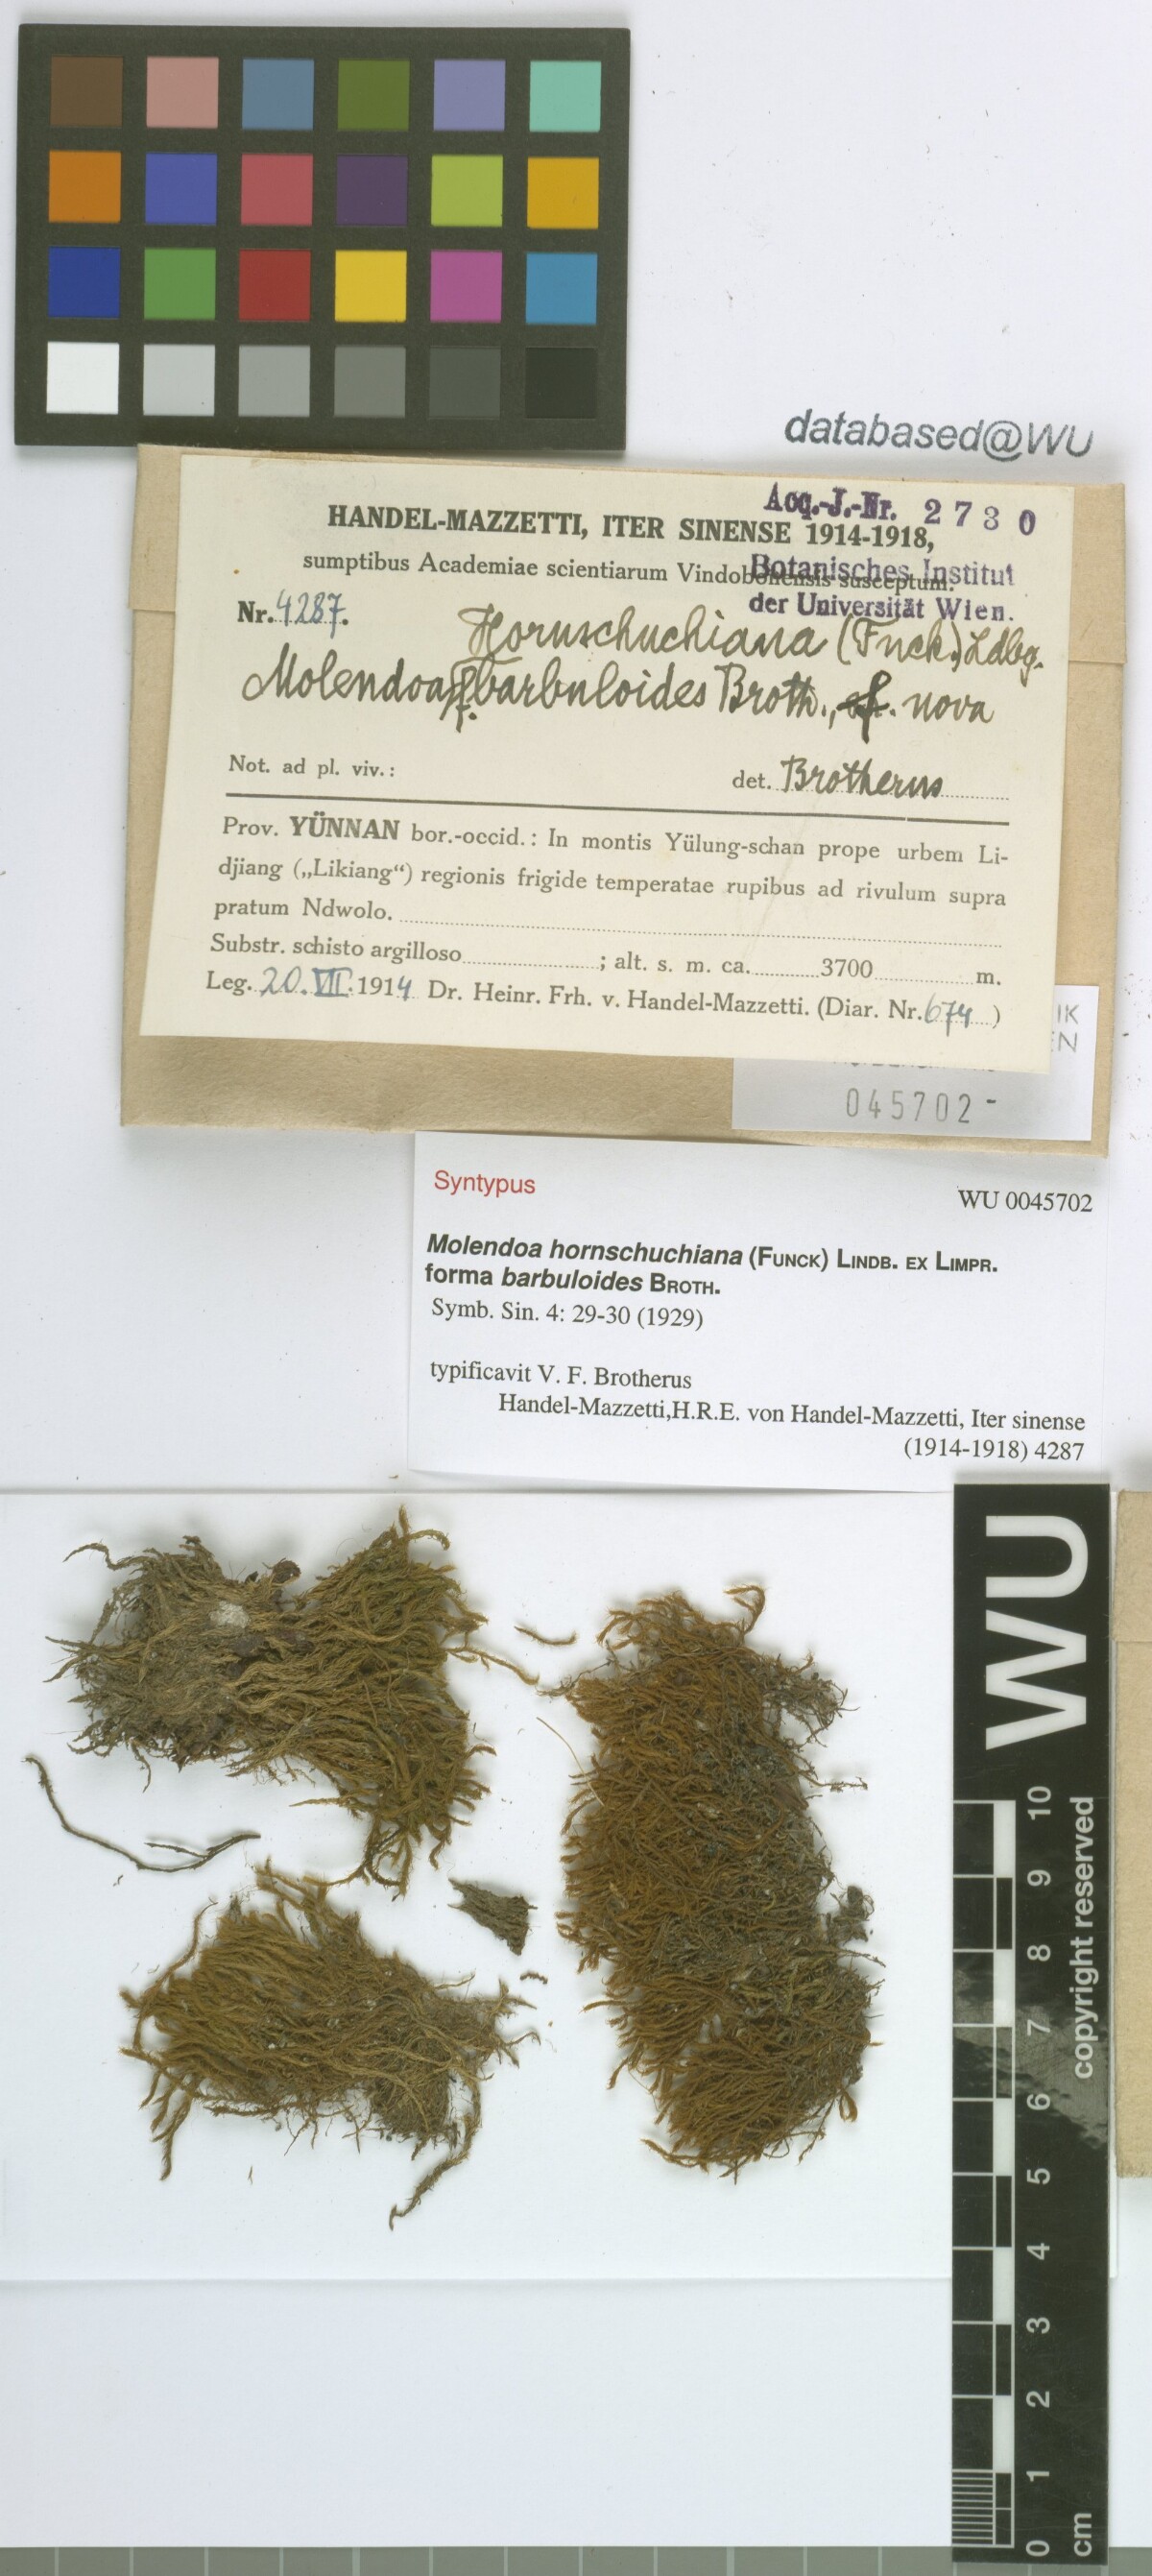 databased@WU
Acq.-J.-Nr. 2730
HANDEL-MAZZETTI, ITER SINENSE 1914-1918,
sumptibus Academiae scientiarum Vindobonensis susceptum.
Botanisches Institut
der Universität Wien.
Nr. 4287.
Hornschuchiana (Fnck.) Ldbg.
Molendoa f. barbuloides Broth., f. nova
Not. ad pl. viv.:
det. Brotherus
Prov. YÜNNAN bor.-occid.: In montis Yülung-schan prope urbem Li-
djiang („Likiang“) regionis frigide temperatae rupibus ad rivulum supra
pratum Ndwolo.
Substr. schisto argilloso ; alt. s. m. ca. 3700 m.
Leg. 20. VII. 1914 Dr. Heinr. Frh. v. Handel-Mazzetti. (Diar. Nr. 674)
IK
EN
045702-
Syntypus
WU 0045702
Molendoa hornschuchiana (FUNCK) LINDB. EX LIMPR.
forma barbuloides BROTH.
Symb. Sin. 4: 29-30 (1929)
typificavit V. F. Brotherus
Handel-Mazzetti,H.R.E. von Handel-Mazzetti, Iter sinense
(1914-1918) 4287
WU
copyright reserved
10
9
8
7
6
5
4
3
2
1
0
cm